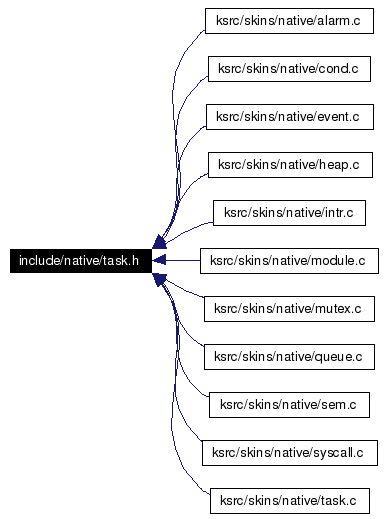 ksrc/skins/native/alarm.c
ksrc/skins/native/cond.c
ksrc/skins/native/event.c
ksrc/skins/native/heap.c
ksrc/skins/native/intr.c
include/native/task.h
ksrc/skins/native/module.c
ksrc/skins/native/mutex.c
ksrc/skins/native/queue.c
ksrc/skins/native/sem.c
ksrc/skins/native/syscall.c
ksrc/skins/native/task.c